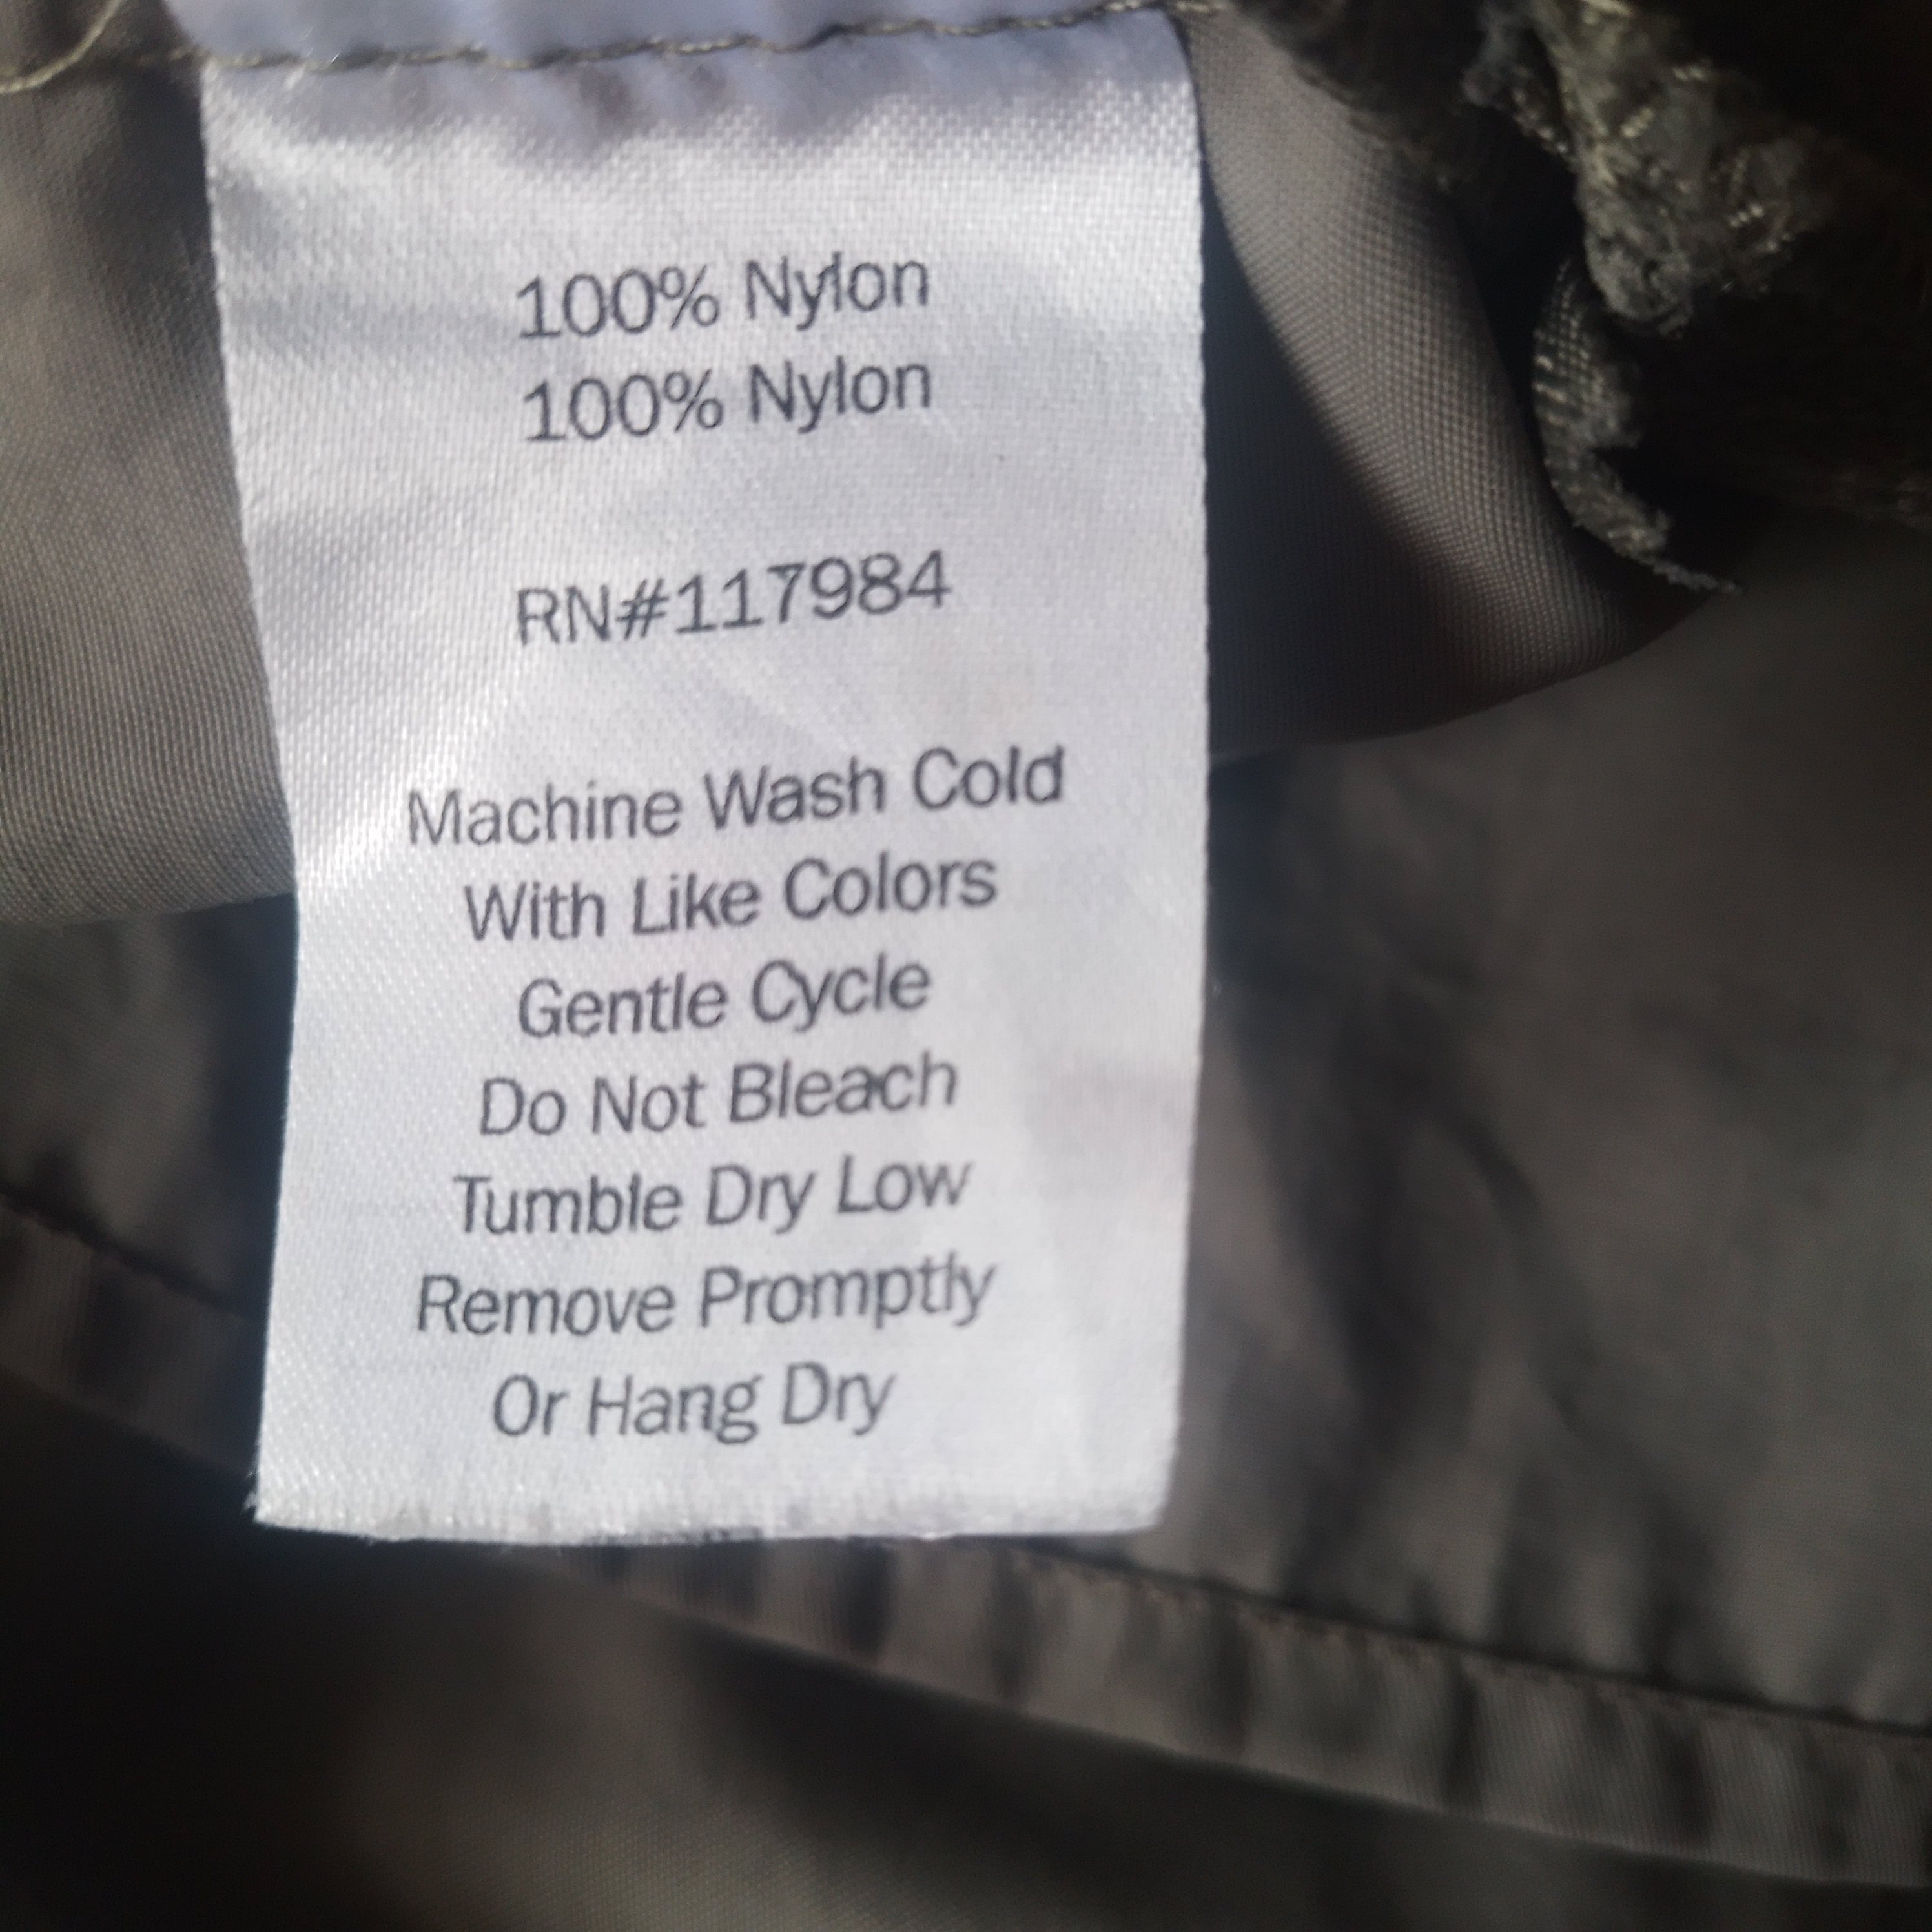 100% Nylon
100% Nylon
RN#117984
Machine Wash Cold
With Like Colors
Gentle Cycle
Do Not Bleach
Tumble Dry Low
Remove Promptly
Or Hang Dry